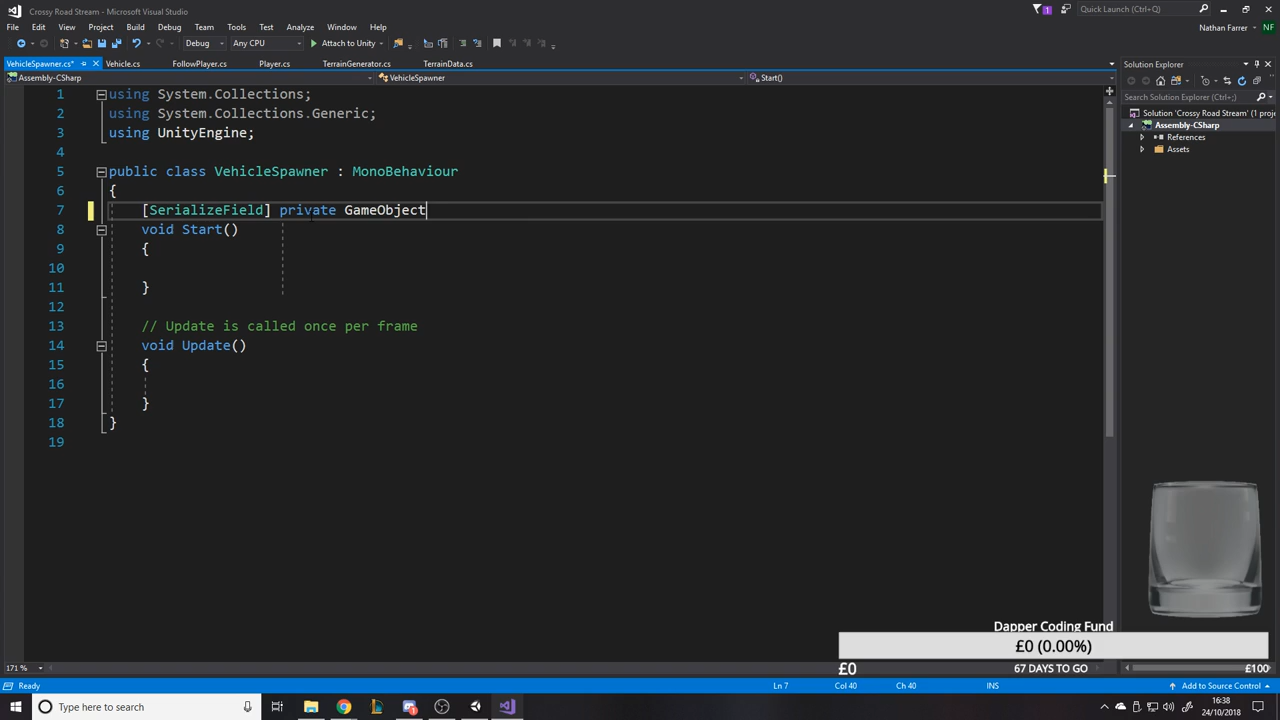 Crossy Road Stream - Microsoft Visual Studio
1
Quick Launch (Ctrl+Q)
File Edit View Project Build Debug Team Tools Test Analyze Window Help
Nathan Farrer NF
Debug Any CPU Attach to Unity
VehicleSpawner.cs* Vehicle.cs FollowPlayer.cs Player.cs TerrainGenerator.cs TerrainData.cs
Solution Explorer
Assembly-CSharp VehicleSpawner Start()
Search Solution Explorer (Ctrl+;)
Solution 'Crossy Road Stream' (1 proje
Assembly-CSharp
References
Assets
1 using System.Collections;
2 using System.Collections.Generic;
3 using UnityEngine;
4
5 public class VehicleSpawner : MonoBehaviour
6 {
7 [SerializeField] private GameObject
8 void Start()
9 {
10
11 }
12
13 // Update is called once per frame
14 void Update()
15 {
16
17 }
18 }
19
Dapper Coding Fund
£0 (0.00%)
£0 67 DAYS TO GO £100
171 %
Ready Ln 7 Col 40 Ch 40 INS Add to Source Control
Type here to search
16:38
24/10/2018